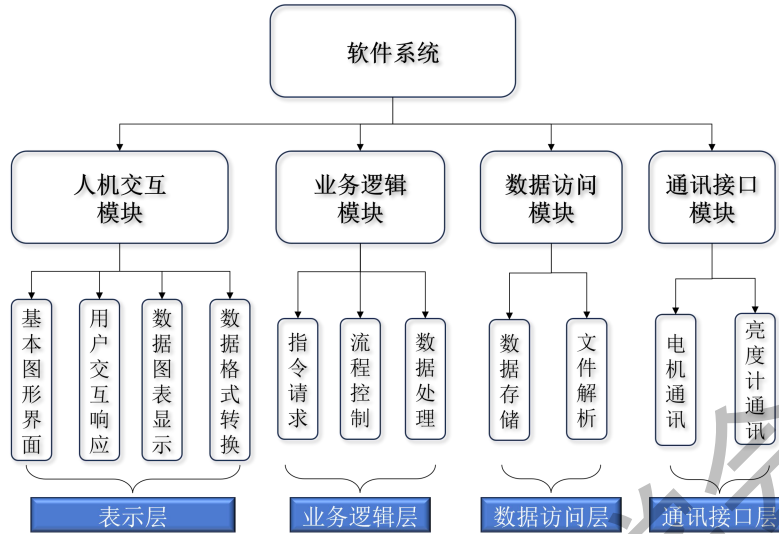 软件系统
人机交互
模块
业务逻辑
模块
数据访问
模块
通讯接口
模块
基本图形界面
用户交互响应
数据图表显示
数据格式转换
指令请求
流程控制
数据处理
数据存储
文件解析
电机通讯
亮度计通讯
表示层
业务逻辑层
数据访问层
通讯接口层